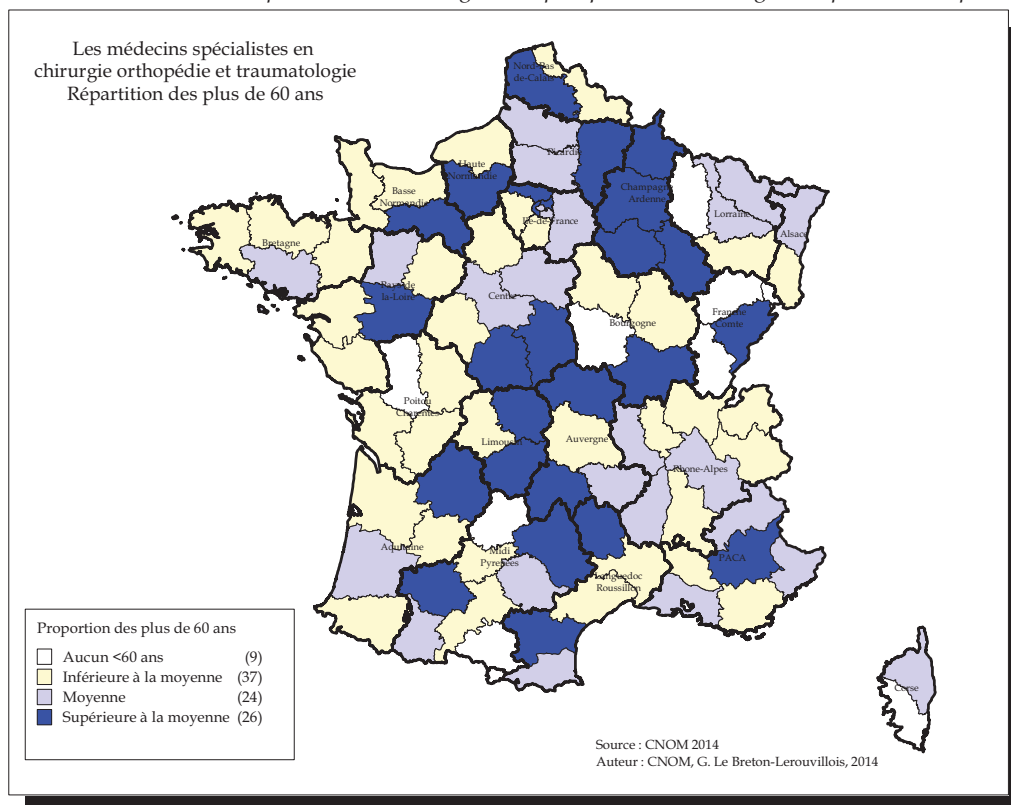 Les médecins spécialistes en
chirurgie orthopédie et traumatologie
Répartition des plus de 60 ans
Nord-Pas
de-Calais
Picardie
Haute
Normandie
Basse
Normandie
Champagne
Ardenne
Ile-de-France
Lorraine
Alsace
Bretagne
Pays de
la-Loire
Centre
Bourgogne
Franche
Comte
Poitou
Charentes
Limousin
Auvergne
Rhone-Alpes
Aquitaine
Midi
Pyrenées
Languedoc
Roussillon
PACA
Corse
Proportion des plus de 60 ans
Aucun <60 ans (9)
Inférieure à la moyenne (37)
Moyenne (24)
Supérieure à la moyenne (26)
Source : CNOM 2014
Auteur : CNOM, G. Le Breton-Lerouvillois, 2014